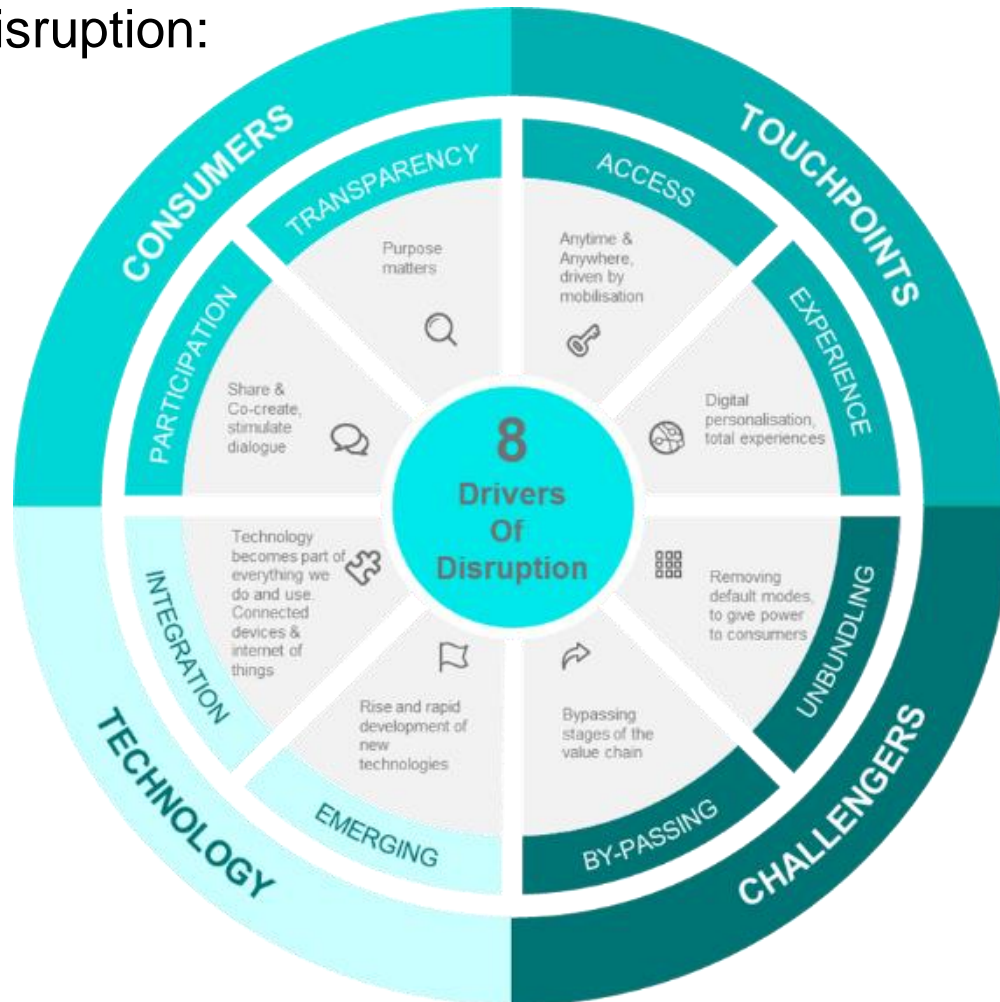 isruption:
CONSUMERS
TRANSPARENCY
Purpose
matters
PARTICIPATION
Share &
Co-create,
stimulate
dialogue
TOUCHPOINTS
ACCESS
Anytime &
Anywhere,
driven by
mobilisation
EXPERIENCE
Digital
personalisation,
total experiences
8
Drivers
Of
Disruption
TECHNOLOGY
INTEGRATION
Technology
becomes part of
everything we
do and use.
Connected
devices &
internet of
things
EMERGING
Rise and rapid
development of
new
technologies
CHALLENGERS
UNBUNDLING
Removing
default modes,
to give power
to consumers
BY-PASSING
Bypassing
stages of the
value chain